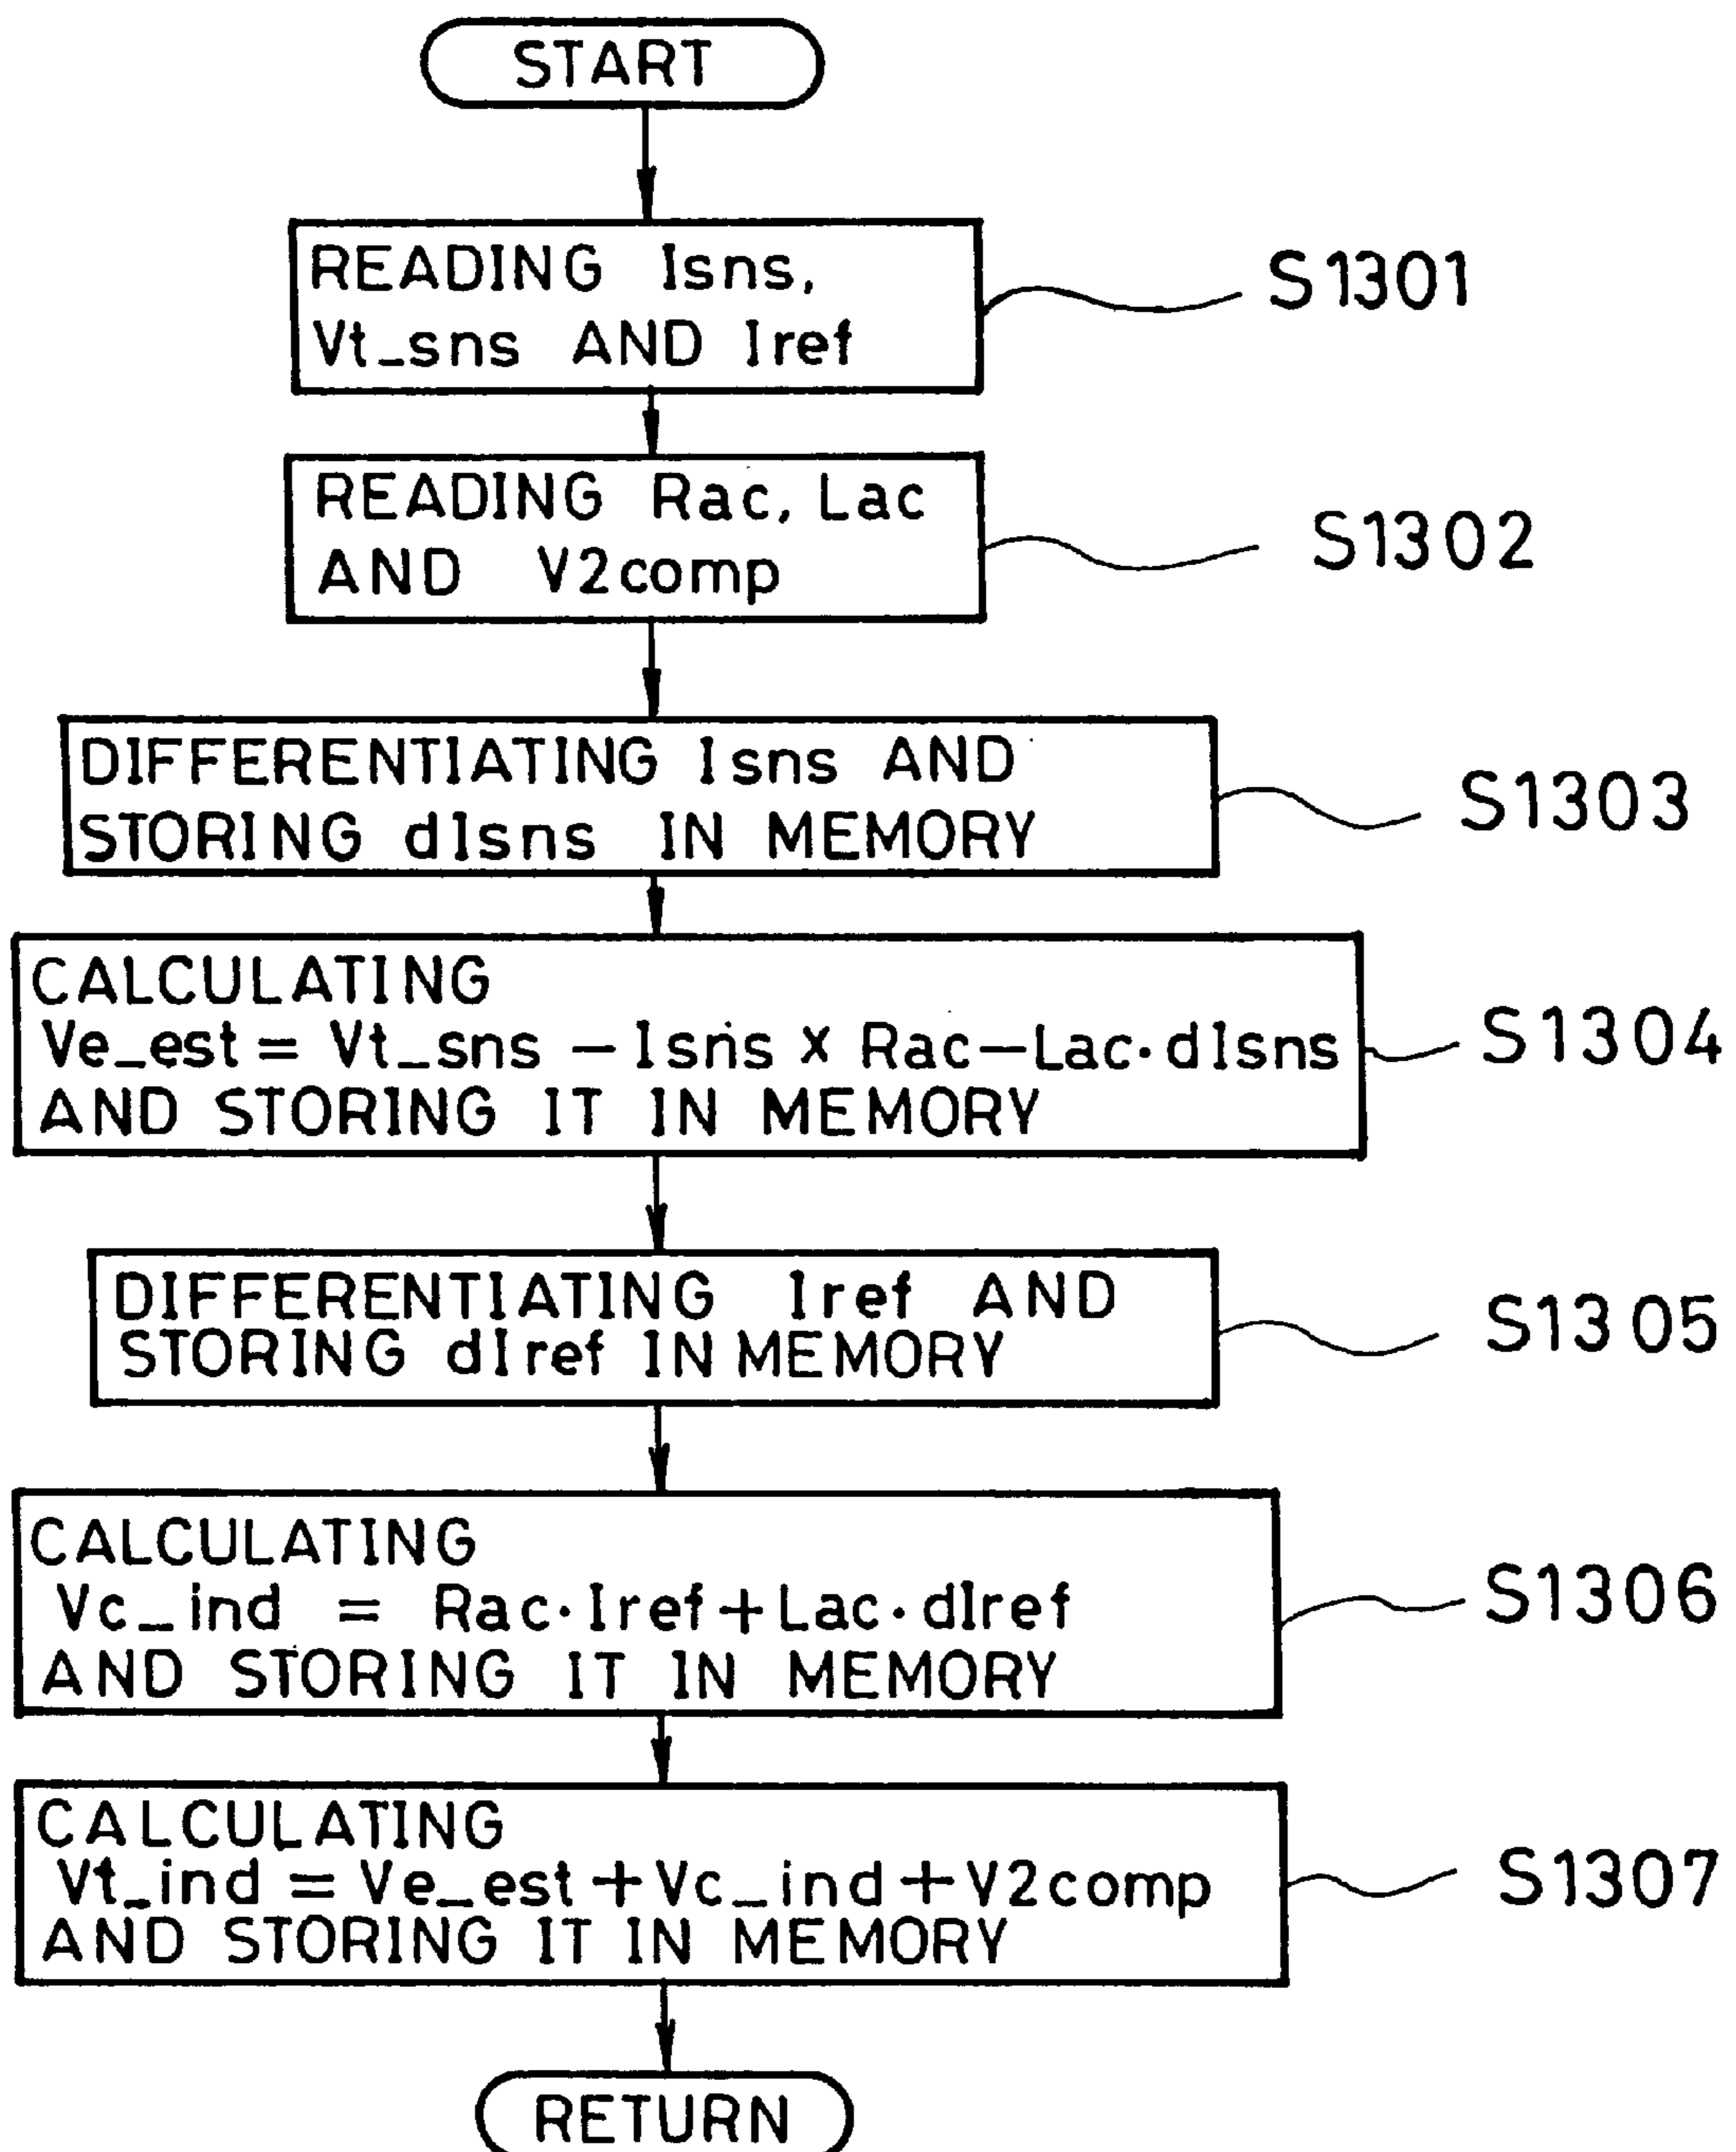 START
READING Isns,
Vt_sns AND Iref
S1301
READING Rac, Lac
AND V2comp
S1302
DIFFERENTIATING Isns AND
STORING dIsns IN MEMORY
S1303
CALCULATING
Ve_est = Vt_sns - Isns x Rac-Lac·dIsns
AND STORING IT IN MEMORY
S1304
DIFFERENTIATING Iref AND
STORING dIref IN MEMORY
S1305
CALCULATING
Vc_ind = Rac·Iref+Lac·dIref
AND STORING IT IN MEMORY
S1306
CALCULATING
Vt_ind = Ve_est+Vc_ind+V2comp
AND STORING IT IN MEMORY
S1307
RETURN